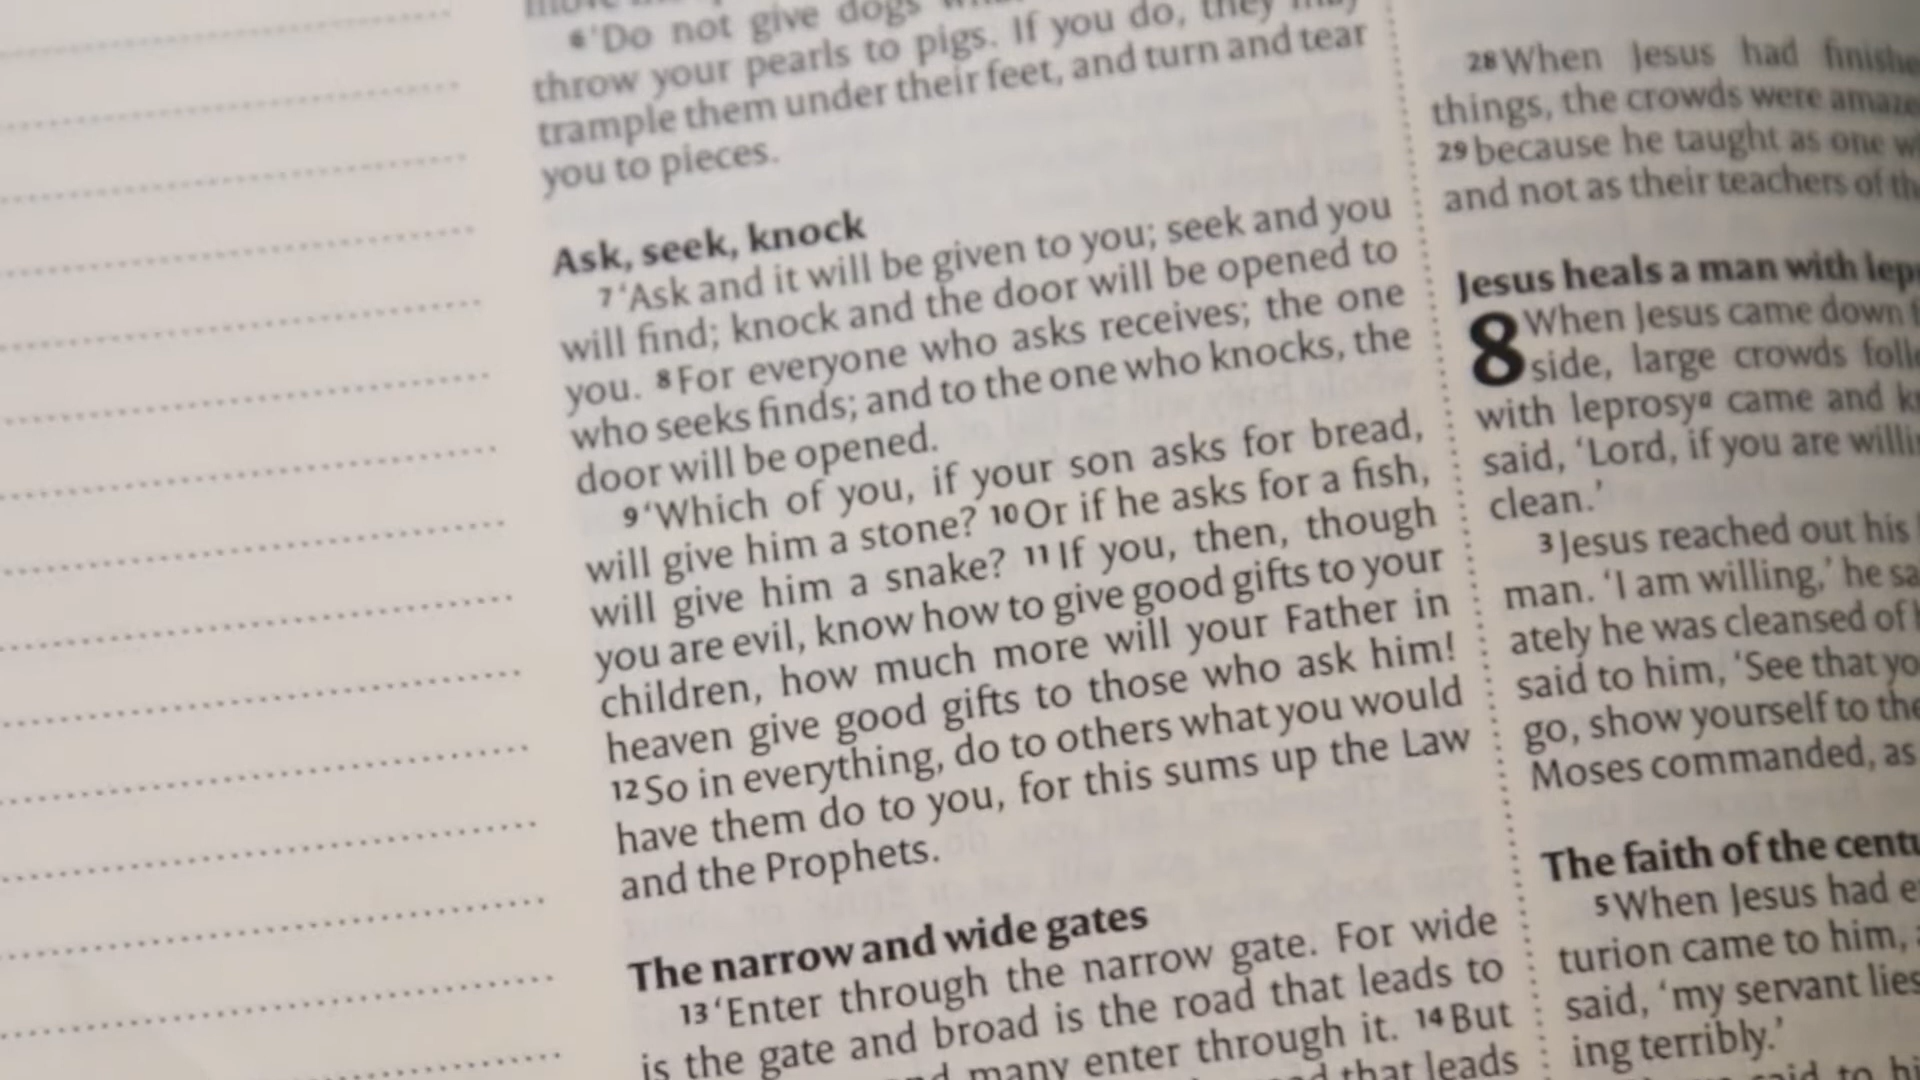 6 'Do not give dogs
throw your pearls to pigs. If you do, they may
trample them under their feet, and turn and tear
you to pieces.
Ask, seek, knock
7 'Ask and it will be given to you; seek and you
will find; knock and the door will be opened to
you. 8 For everyone who asks receives; the one
who seeks finds; and to the one who knocks, the
door will be opened.
9 'Which of you, if your son asks for bread,
will give him a stone? 10 Or if he asks for a fish,
will give him a snake? 11 If you, then, though
you are evil, know how to give good gifts to your
children, how much more will your Father in
heaven give good gifts to those who ask him!
12 So in everything, do to others what you would
have them do to you, for this sums up the Law
and the Prophets.
The narrow and wide gates
13 'Enter through the narrow gate. For wide
is the gate and broad is the road that leads to
many enter through it. 14 But
that leads
28 When Jesus had finishe
things, the crowds were amaze
29 because he taught as one w
and not as their teachers of th
Jesus heals a man with lepr
8 When Jesus came down f
side, large crowds foll
with leprosy a came and k
said, 'Lord, if you are willi
clean.'
3 Jesus reached out his
man. 'I am willing,' he sa
ately he was cleansed of h
said to him, 'See that yo
go, show yourself to the
Moses commanded, as
The faith of the centu
5 When Jesus had e
turion came to him,
said, 'my servant lies
ing terribly.'
said to hi